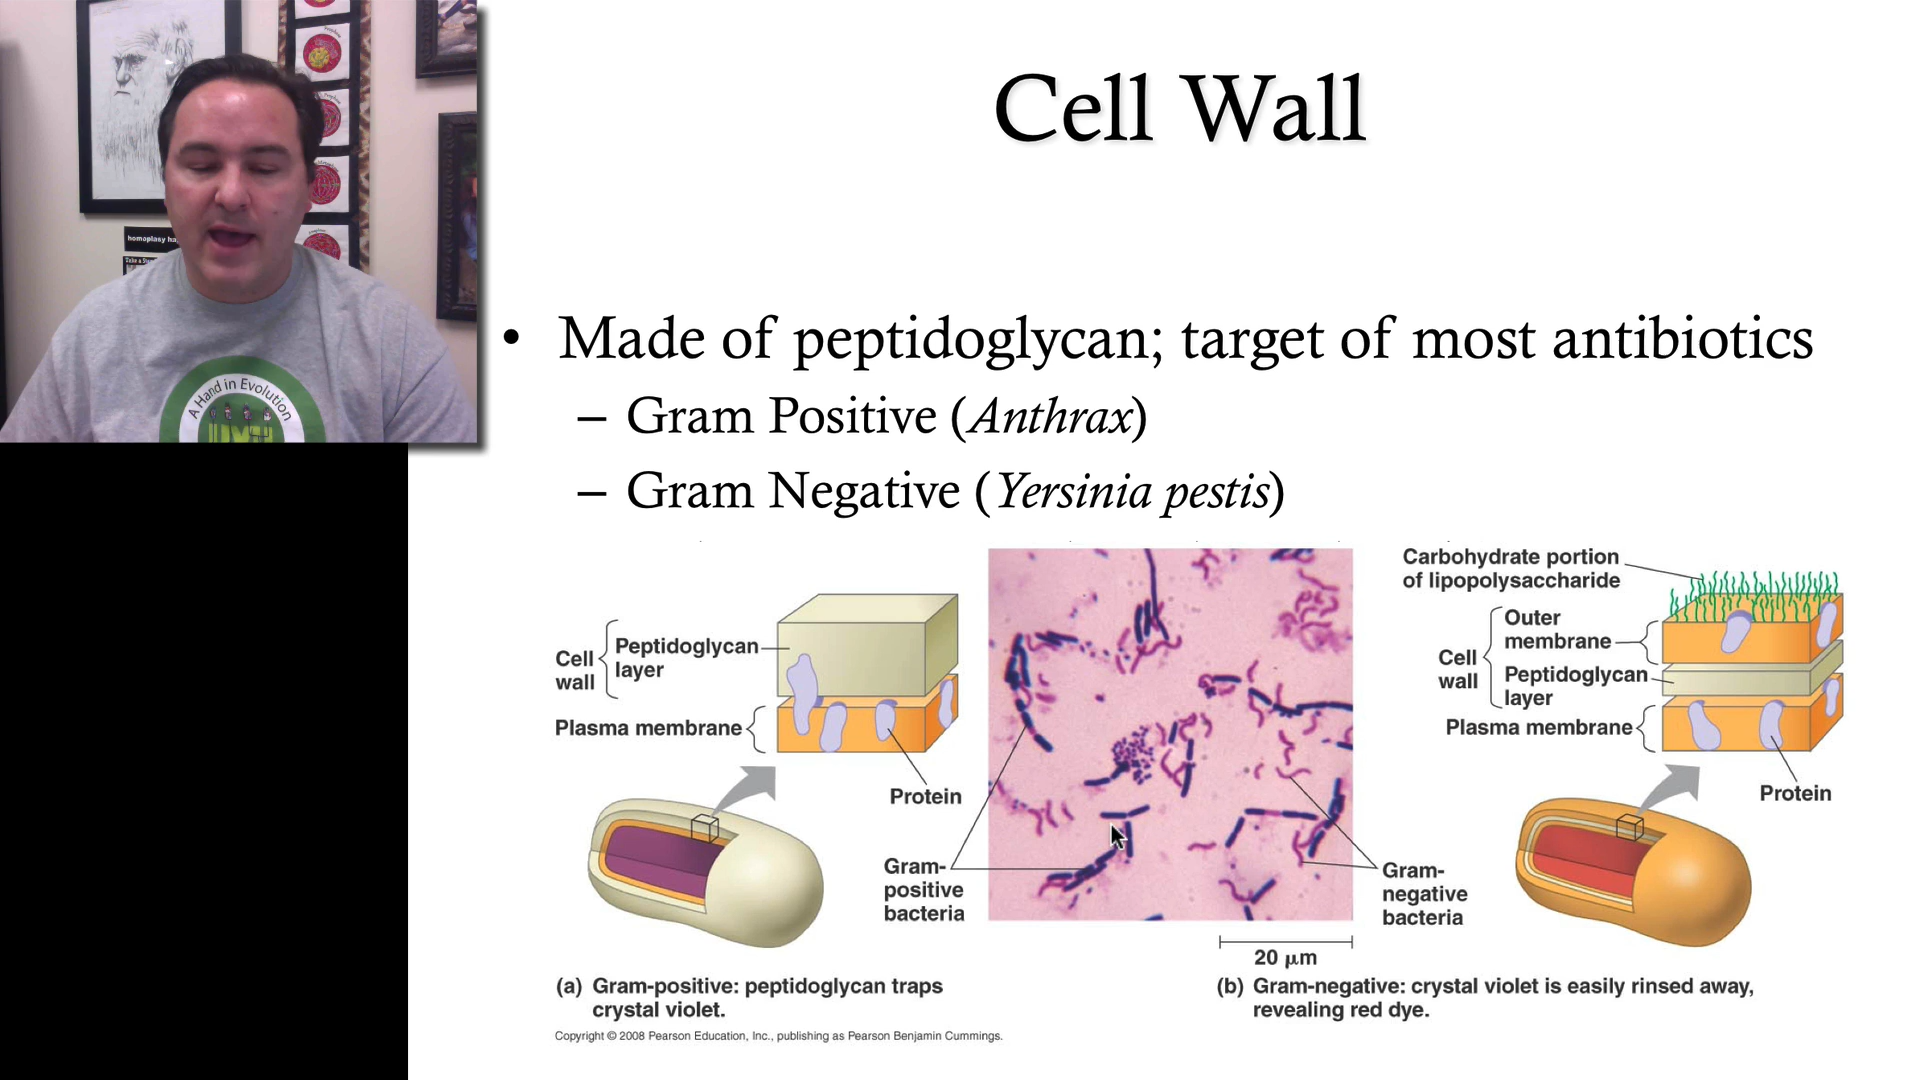 homoplasy ha
Take a
A Hand in Evolution
Cell Wall
• Made of peptidoglycan; target of most antibiotics
– Gram Positive (Anthrax)
– Gram Negative (Yersinia pestis)
Cell
wall
Peptidoglycan
layer
Plasma membrane
Protein
Gram-
positive
bacteria
20 µm
Carbohydrate portion
of lipopolysaccharide
Cell
wall
Outer
membrane
Peptidoglycan
layer
Plasma membrane
Protein
Gram-
negative
bacteria
(a) Gram-positive: peptidoglycan traps
crystal violet.
(b) Gram-negative: crystal violet is easily rinsed away,
revealing red dye.
Copyright © 2008 Pearson Education, Inc., publishing as Pearson Benjamin Cummings.